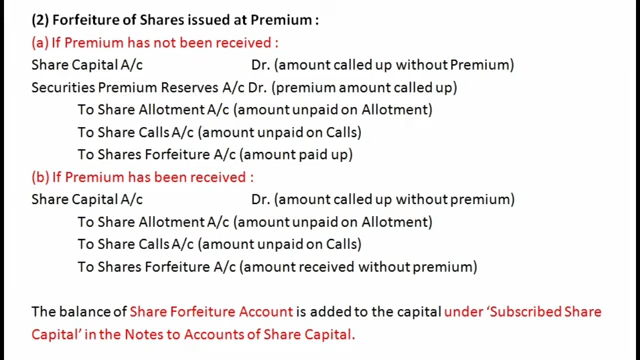 (2) Forfeiture of Shares issued at Premium :
(a) If Premium has not been received :
Share Capital A/c Dr. (amount called up without Premium)
Securities Premium Reserves A/c Dr. (premium amount called up)
To Share Allotment A/c (amount unpaid on Allotment)
To Share Calls A/c (amount unpaid on Calls)
To Shares Forfeiture A/c (amount paid up)
(b) If Premium has been received :
Share Capital A/c Dr. (amount called up without premium)
To Share Allotment A/c (amount unpaid on Allotment)
To Share Calls A/c (amount unpaid on Calls)
To Shares Forfeiture A/c (amount received without premium)
The balance of Share Forfeiture Account is added to the capital under ‘Subscribed Share
Capital’ in the Notes to Accounts of Share Capital.